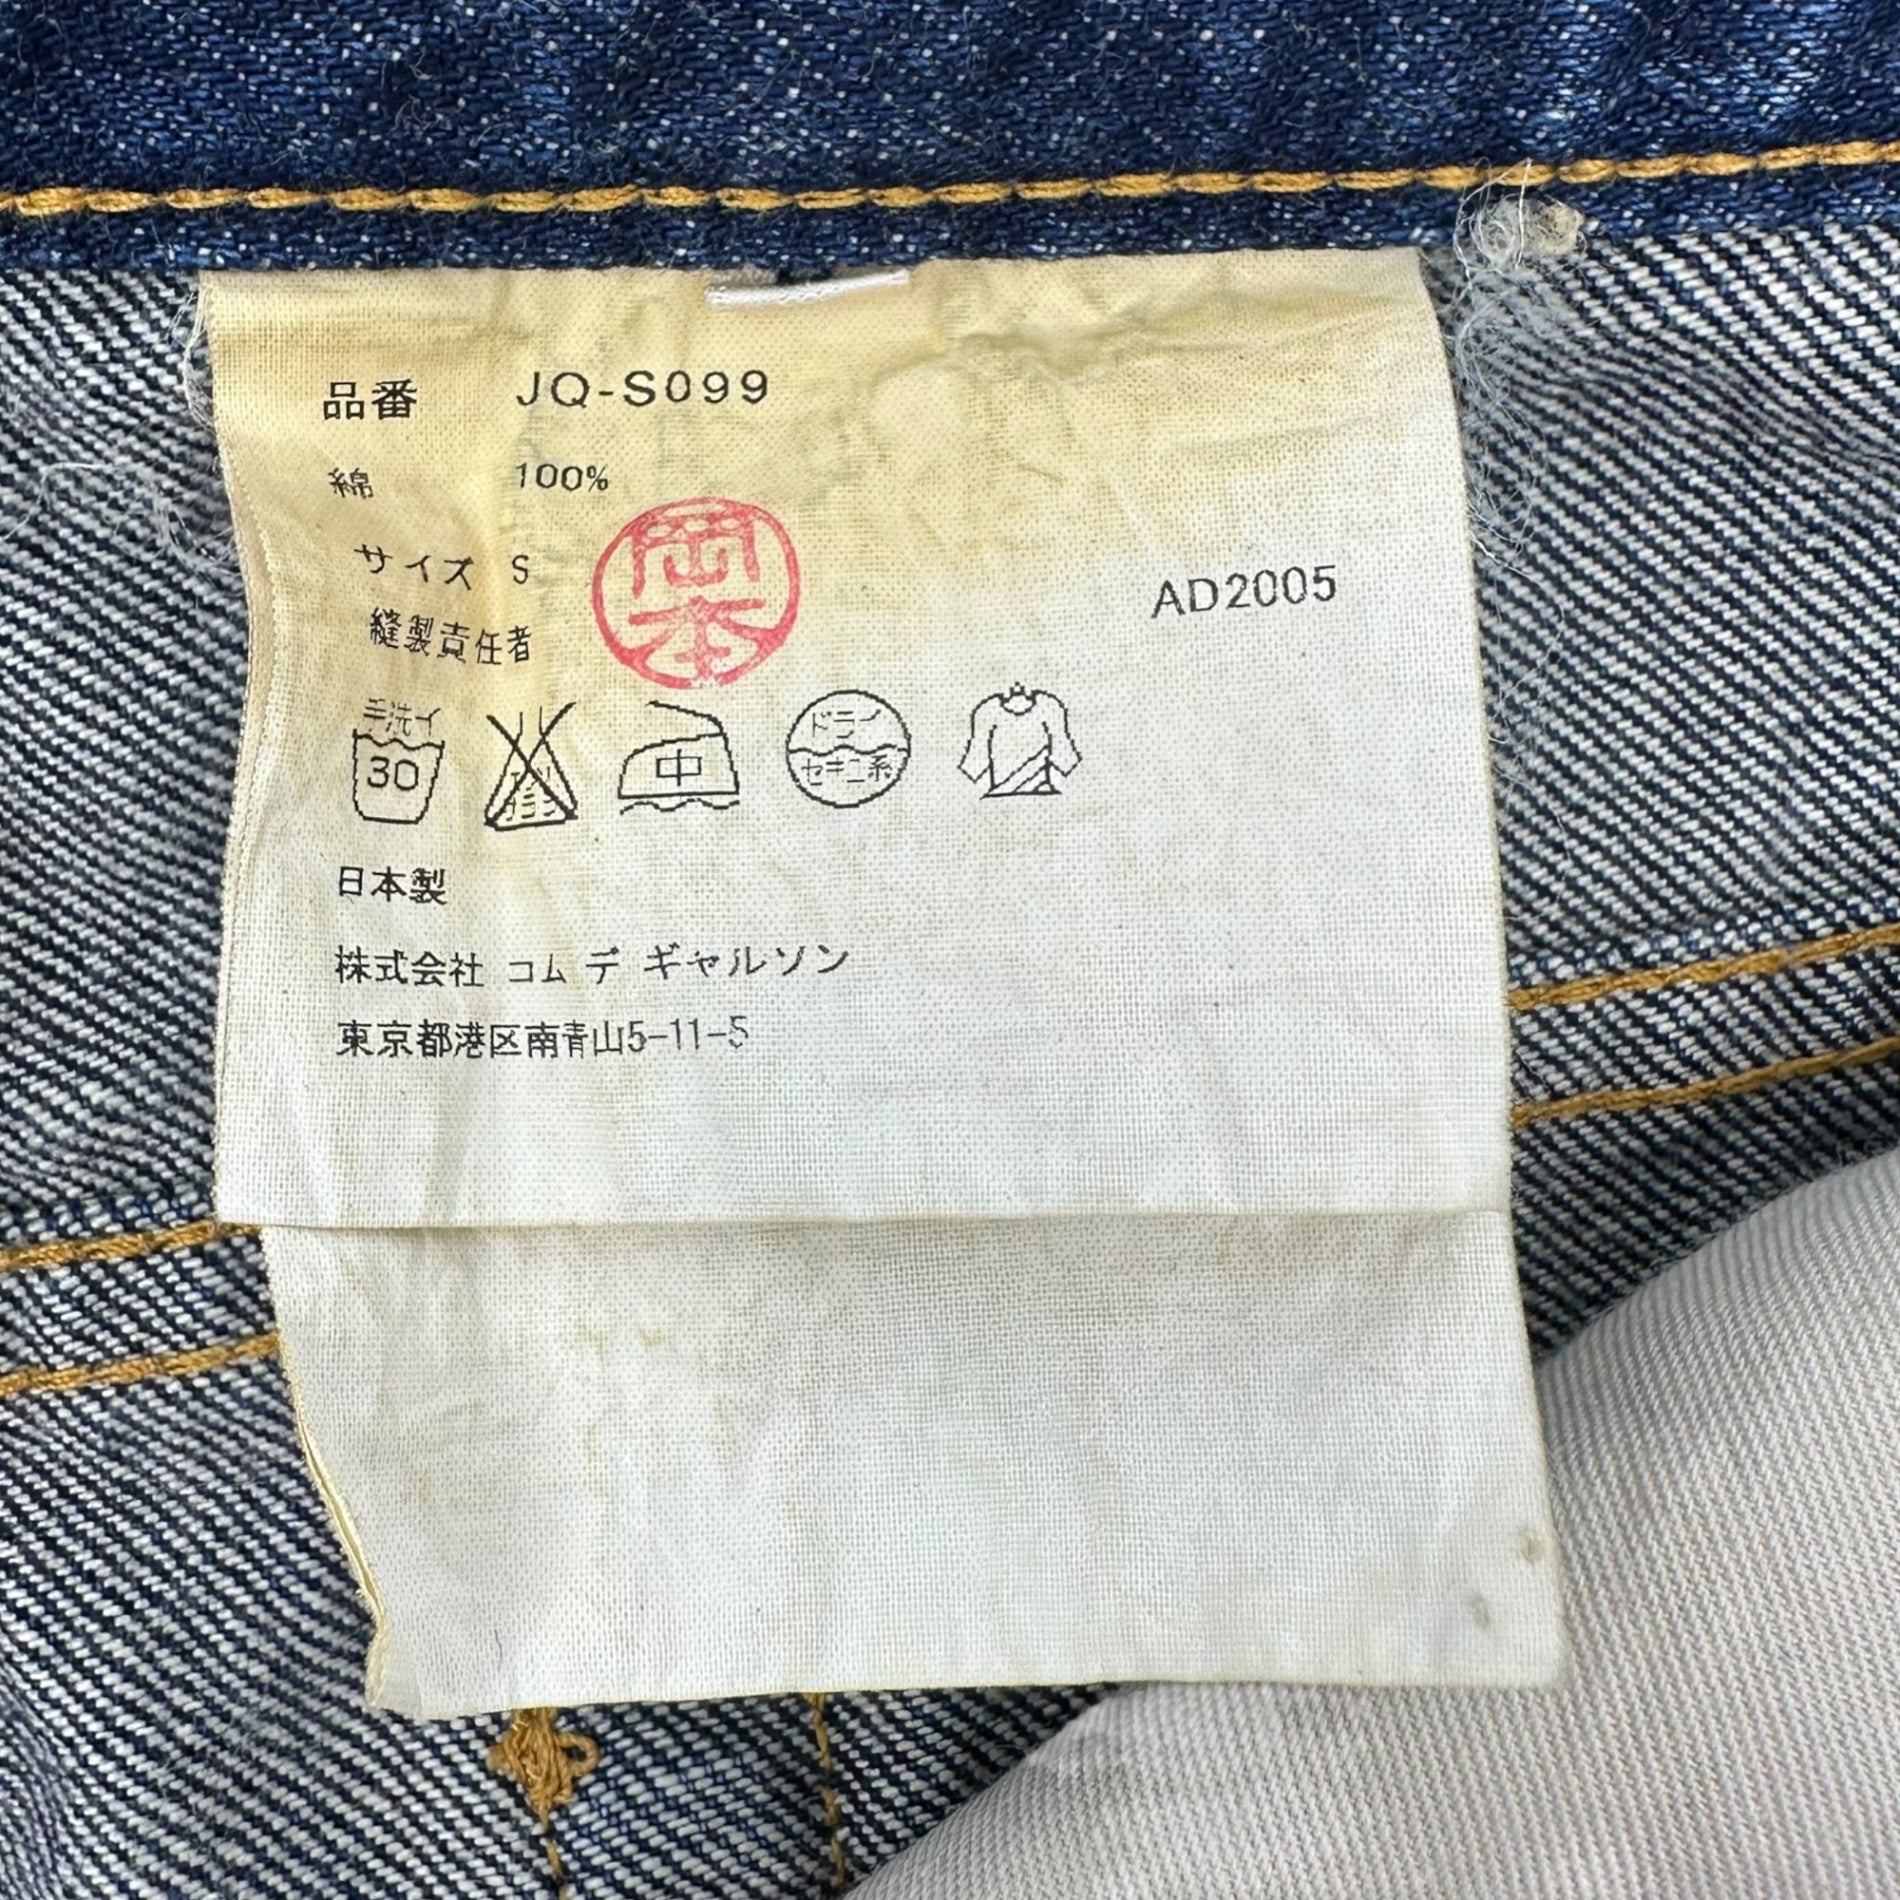 品番 JQ-S099
綿 100%
サイズ S
岡本
AD2005
縫製責任者
手洗イ
30
中
ドライ
セキユ系
日本製
株式会社 コム デ ギャルソン
東京都港区南青山5-11-5